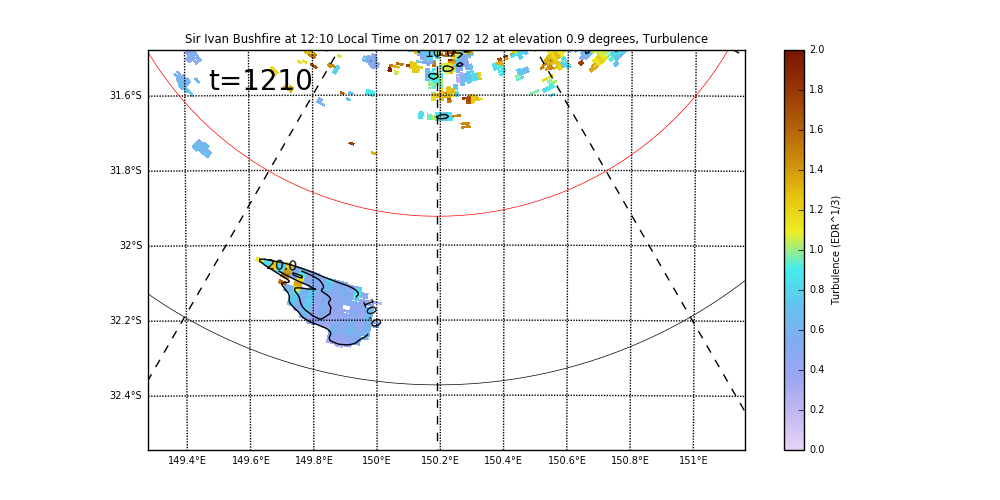 Sir Ivan Bushfire at 12:10 Local Time on 2017 02 12 at elevation 0.9 degrees, Turbulence
t=1210
31.6°S
31.8°S
32°S
32.2°S
32.4°S
149.4°E 149.6°E 149.8°E 150°E 150.2°E 150.4°E 150.6°E 150.8°E 151°E
2.0
1.8
1.6
1.4
1.2
1.0
0.8
0.6
0.4
0.2
0.0
Turbulence (EDR^1/3)